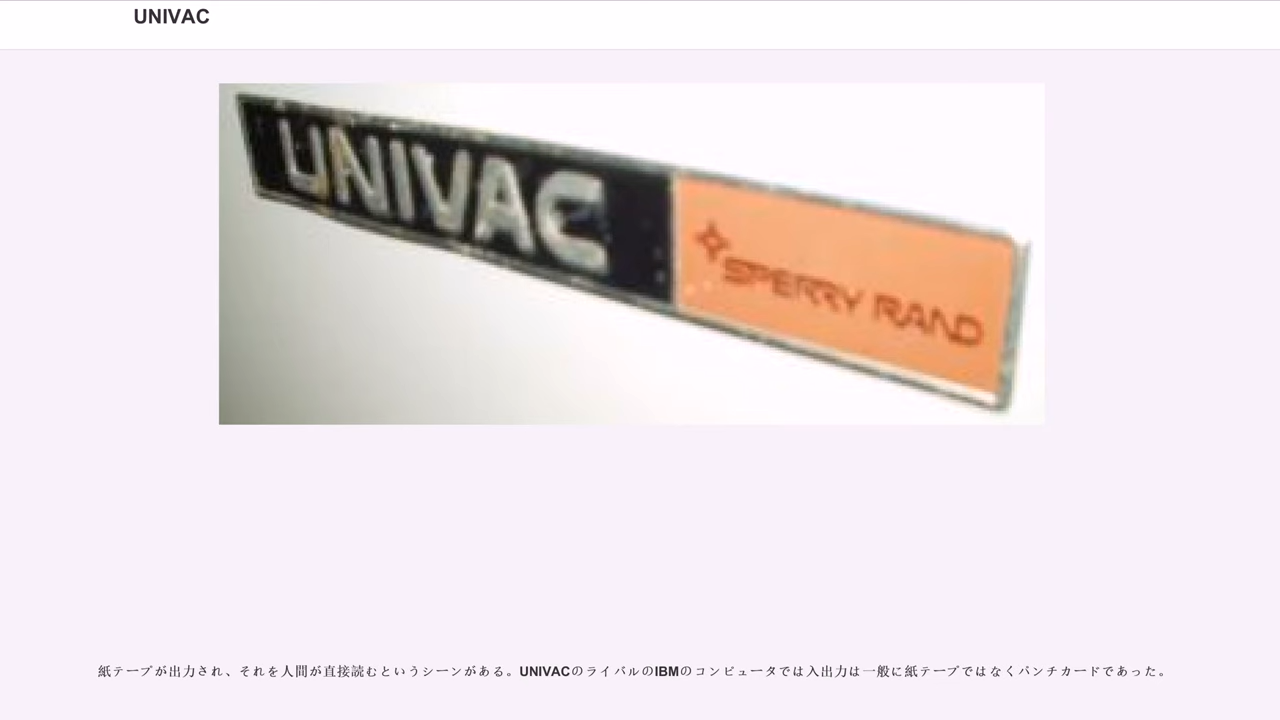 UNIVAC
UNIVAC SPERRY RAND
紙テープが出力され、それを人間が直接読むというシーンがある。UNIVACのライバルのIBMのコンピュータでは入出力は一般に紙テープではなくパンチカードであった。